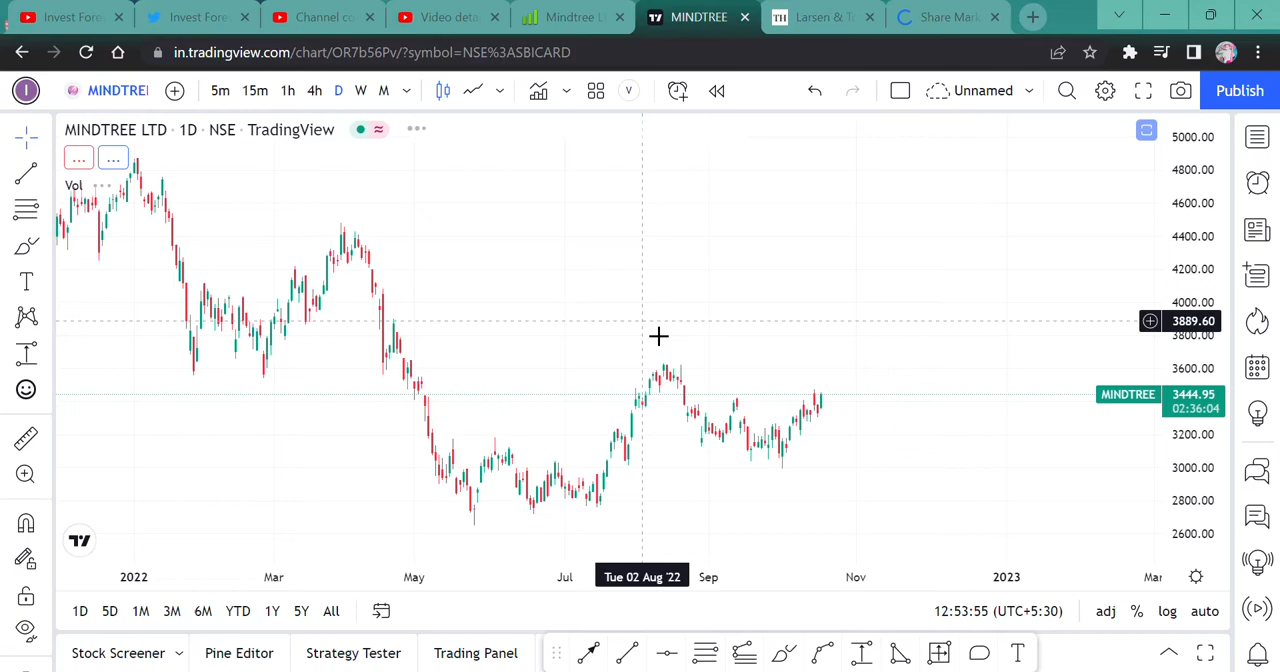 Invest Fore
Invest Fore
Channel co
Video deta
Mindtree L
MINDTREE
TH Larsen & T
Share Mar
in.tradingview.com/chart/OR7b56Pv/?symbol=NSE%3ASBICARD
I
MINDTREE
5m 15m 1h 4h D W M
V
Unnamed
Publish
MINDTREE LTD · 1D · NSE · TradingView
Vol
5000.00
4800.00
4600.00
4400.00
4200.00
4000.00
3889.60
3800.00
3600.00
MINDTREE 3444.95
02:36:04
3200.00
3000.00
2800.00
2600.00
2022 Mar May Jul Tue 02 Aug '22 Sep Nov 2023 Mar
1D 5D 1M 3M 6M YTD 1Y 5Y All
12:53:55 (UTC+5:30) adj % log auto
Stock Screener Pine Editor Strategy Tester Trading Panel